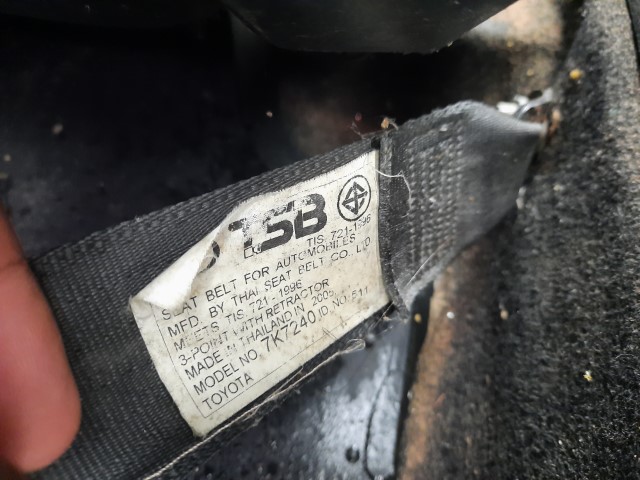 TSB
TIS 721-1996
SEAT BELT FOR AUTOMOBILES
MFD BY THAI SEAT BELT CO., LTD
MEETS TIS 721-1996
3-POINT WITH RETRACTOR
MADE IN THAILAND IN 2005
MODEL NO. 7K7240 ID.NO. E11
TOYOTA